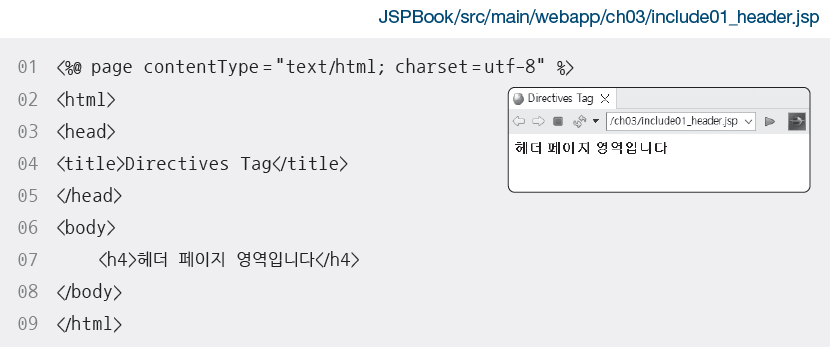 JSPBook/src/main/webapp/ch03/include01_header.jsp
01 <%@ page contentType="text/html; charset=utf-8" %>
02 <html>
03 <head>
04 <title>Directives Tag</title>
05 </head>
06 <body>
07     <h4>헤더 페이지 영역입니다</h4>
08 </body>
09 </html>
Directives Tag
/ch03/include01_header.jsp
헤더 페이지 영역입니다